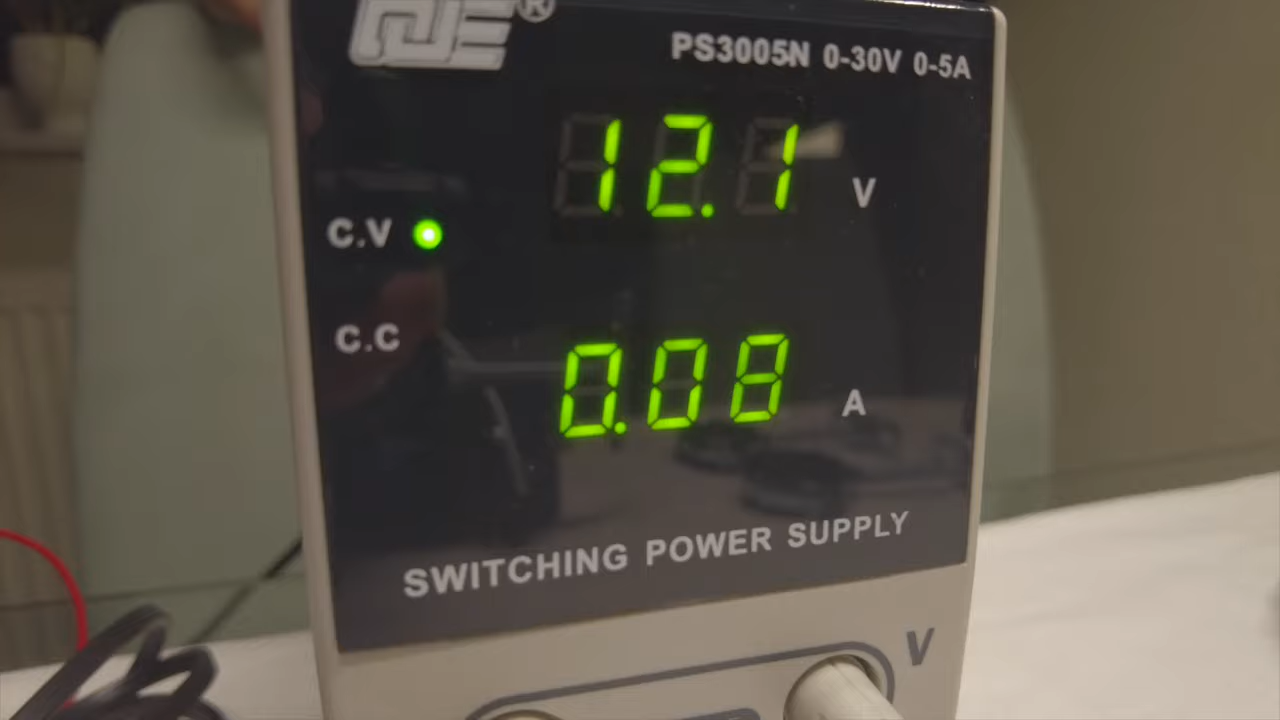 PS3005N 0-30V 0-5A
12.1 V
C.V
C.C
0.08 A
SWITCHING POWER SUPPLY
V